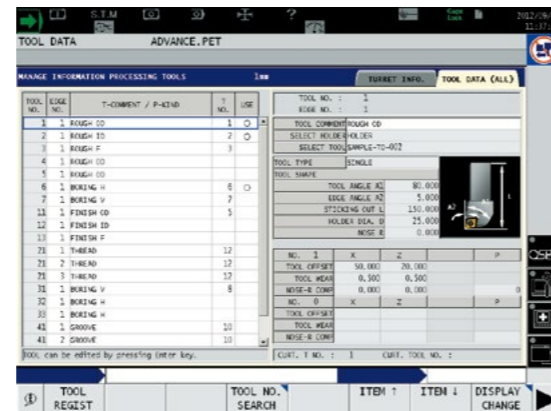 S.T.M
?
Caps Lock
TOOL DATA ADVANCE.PET
MANAGE INFORMATION PROCESSING TOOLS 1mm TURRET INFO. TOOL DATA (ALL)
TOOL NO. EDGE NO. T-COMMENT / P-KIND T NO. USE
1 1 ROUGH OD 1 O
2 1 ROUGH ID 2 O
3 1 ROUGH F 3
4 1 ROUGH OD
5 1 ROUGH OD
6 1 BORING H 6 O
7 1 BORING V 7
11 1 FINISH OD 5
12 1 FINISH ID
13 1 FINISH F
21 1 THREAD 12
21 2 THREAD 12
21 3 THREAD 12
31 1 BORING V 8
32 1 BORING H
33 1 BORING H
41 1 GROOVE 10
41 2 GROOVE 10
TOOL can be edited by pressing Enter key.
TOOL NO. : 1
EDGE NO. : 1
TOOL COMMENT ROUGH OD
SELECT HOLDER HOLDER
SELECT TOOL SAMPLE-TO-002
TOOL TYPE SINGLE
TOOL SHAPE
TOOL ANGLE A1 80.000
EDGE ANGLE A2 5.000
STICKING OUT L 150.000
HOLDER DIA. D 25.000
NOSE R 0.000
A2
L
NO. 1 X Z P
TOOL OFFSET 50.000 20.000
TOOL WEAR 0.500 0.500
NOSE-R COMP 0.000 0.000 0
NO. 0 X Z P
TOOL OFFSET
TOOL WEAR
NOSE-R COMP
CURT. T NO. : 1 CURT. TOOL NO. :
TOOL REGIST
TOOL NO. SEARCH
ITEM ↑
ITEM ↓
DISPLAY CHANGE